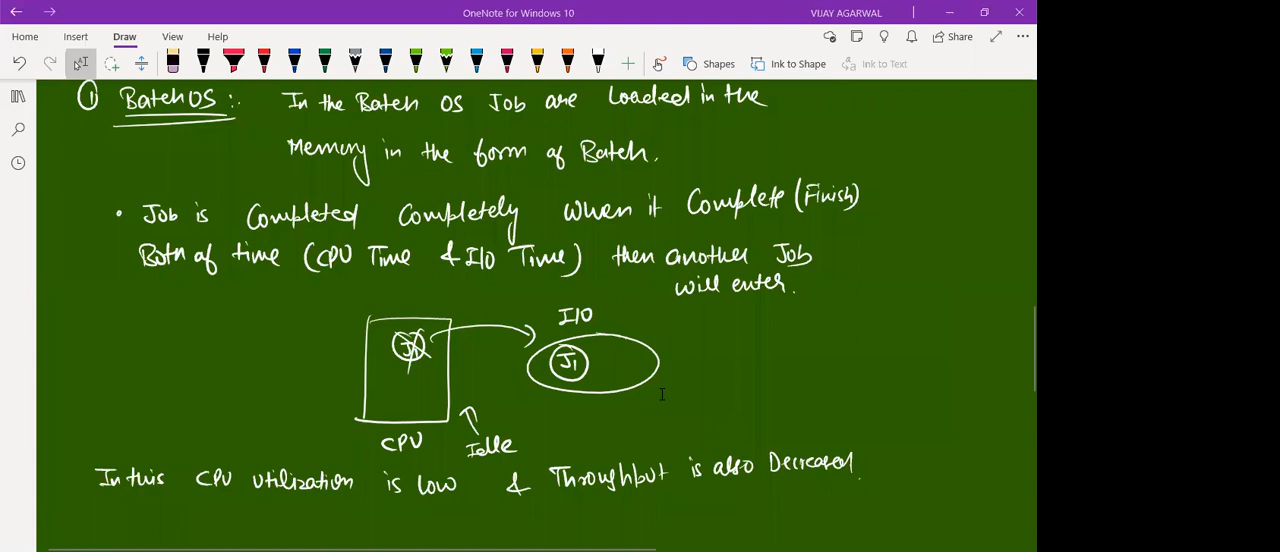 OneNote for Windows 10
VIJAY AGARWAL
Home Insert Draw View Help
Share
Shapes Ink to Shape Ink to Text
① Batch OS :. In the Batch OS Job are Loaded in the
Memory in the form of Batch.
• Job is Completed Completely when it Complete (Finish)
Both of time (CPU Time & I/O Time) then another Job
will enter.
I/O
J1 J1
CPU Idle
In this CPU utilization is low & Throughput is also Decreased.